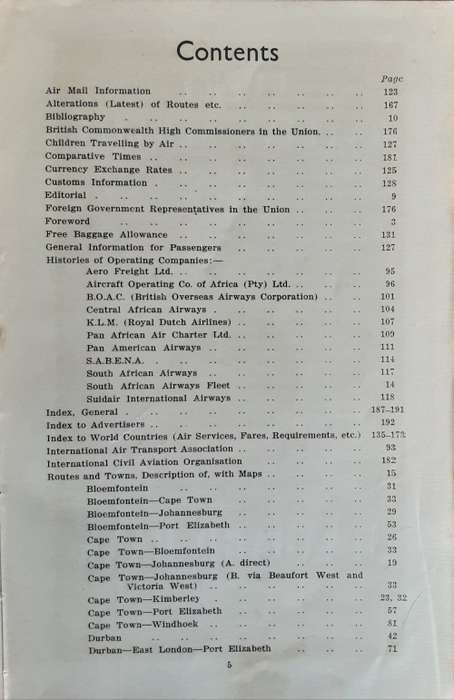 Contents
Page
Air Mail Information .. .. .. .. .. .. .. 123
Alterations (Latest) of Routes etc. .. .. .. .. .. 167
Bibliography . .. .. .. .. .. .. .. .. 10
British Commonwealth High Commissioners in the Union. .. .. 176
Children Travelling by Air .. .. .. .. .. .. .. 127
Comparative Times .. .. .. .. .. .. .. .. 181
Currency Exchange Rates .. .. .. .. .. .. .. 125
Customs Information . .. .. .. .. .. .. .. 128
Editorial . .. .. .. .. .. .. .. .. .. 9
Foreign Government Representatives in the Union .. .. .. 176
Foreword .. .. .. .. .. .. .. .. .. 3
Free Baggage Allowance .. .. .. .. .. .. .. 131
General Information for Passengers .. .. .. .. .. 127
Histories of Operating Companies:—
Aero Freight Ltd. .. .. .. .. .. .. .. 95
Aircraft Operating Co. of Africa (Pty) Ltd. .. .. .. 96
B.O.A.C. (British Overseas Airways Corporation) .. .. 101
Central African Airways . .. .. .. .. .. 104
K.L.M. (Royal Dutch Airlines) .. .. .. .. .. 107
Pan African Air Charter Ltd. .. .. .. .. .. 109
Pan American Airways .. .. .. .. .. .. 111
S.A.B.E.N.A. . .. .. .. .. .. .. .. 114
South African Airways .. .. .. .. .. .. 117
South African Airways Fleet .. .. .. .. .. 14
Suidair International Airways .. .. .. .. .. 118
Index, General . .. .. .. .. .. .. .. .. 187-191
Index to Advertisers .. .. .. .. .. .. .. .. 192
Index to World Countries (Air Services, Fares, Requirements, etc.) 135-173
International Air Transport Association .. .. .. .. .. 93
International Civil Aviation Organisation .. .. .. .. 182
Routes and Towns, Description of, with Maps .. .. .. .. 15
Bloemfontein .. .. .. .. .. .. .. 31
Bloemfontein—Cape Town .. .. .. .. .. 33
Bloemfontein—Johannesburg .. .. .. .. .. 29
Bloemfontein—Port Elizabeth .. .. .. .. .. 53
Cape Town .. .. .. .. .. .. .. .. 26
Cape Town—Bloemfontein .. .. .. .. .. 33
Cape Town—Johannesburg (A. direct) .. .. .. 19
Cape Town—Johannesburg (B. via Beaufort West and
Victoria West) .. .. .. .. .. .. 33
Cape Town—Kimberley .. .. .. .. .. .. 23, 32
Cape Town—Port Elizabeth .. .. .. .. .. 57
Cape Town—Windhoek .. .. .. .. .. .. 81
Durban .. .. .. .. .. .. .. .. 42
Durban—East London—Port Elizabeth .. .. .. 71
5